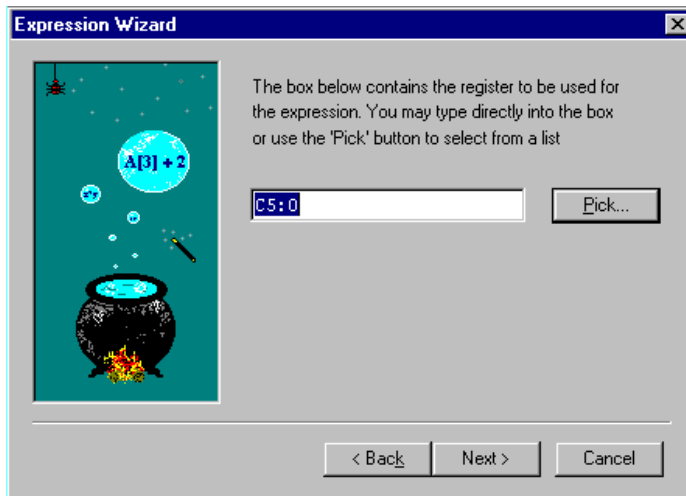 Expression Wizard
The box below contains the register to be used for
the expression. You may type directly into the box
or use the 'Pick' button to select from a list
A[3] + 2
C5:0
Pick...
< Back
Next >
Cancel